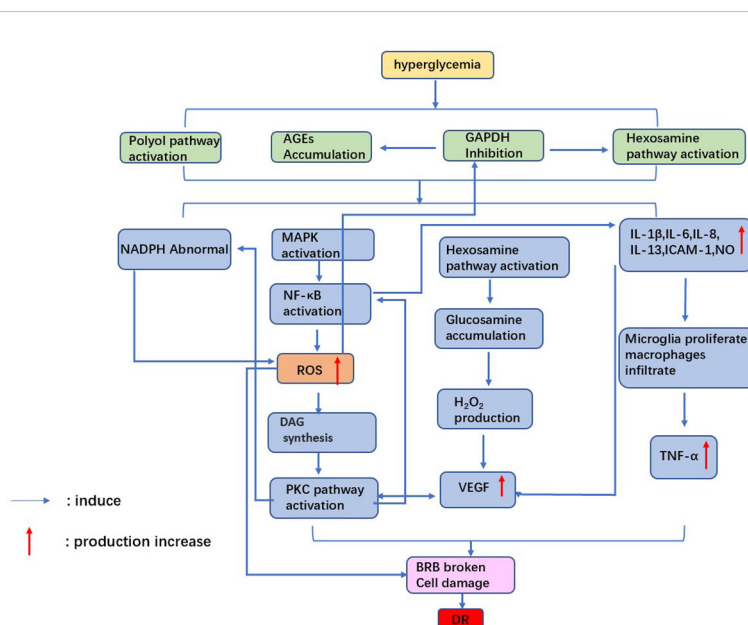 hyperglycemia
Polyol pathway
activation
AGEs
Accumulation
GAPDH
Inhibition
Hexosamine
pathway activation
NADPH Abnormal
MAPK
activation
Hexosamine
pathway activation
IL-1β,IL-6,IL-8,
IL-13,ICAM-1,NO
NF-κB
activation
Glucosamine
accumulation
Microglia proliferate
macrophages
infiltrate
ROS
H₂O₂
production
DAG
synthesis
TNF-α
PKC pathway
activation
VEGF
: induce
: production increase
BRB broken
Cell damage
DR